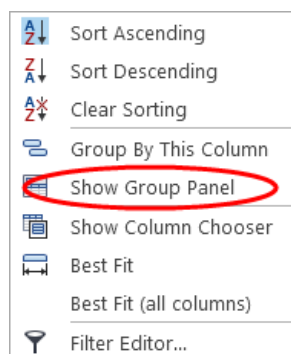 Sort Ascending
Sort Descending
Clear Sorting
Group By This Column
Show Group Panel
Show Column Chooser
Best Fit
Best Fit (all columns)
Filter Editor...